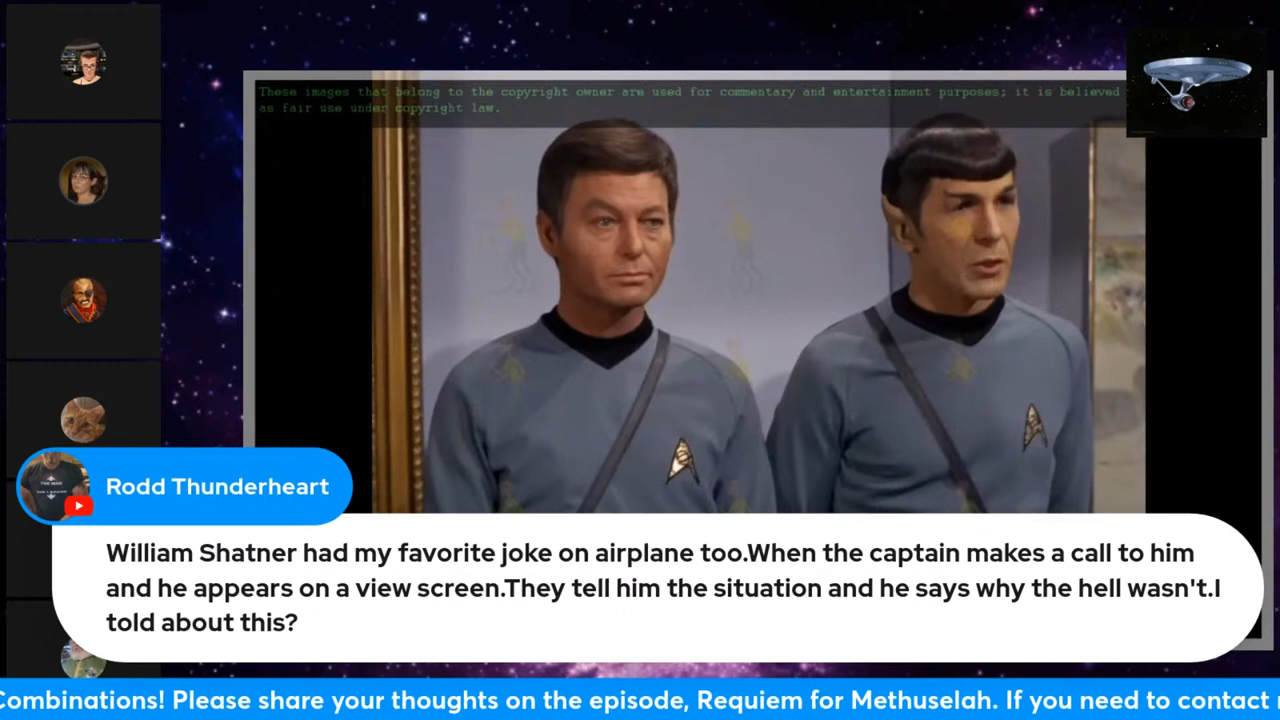 These images that belong to the copyright owner are used for commentary and entertainment purposes; it is believed
as fair use under copyright law.
Rodd Thunderheart
William Shatner had my favorite joke on airplane too.When the captain makes a call to him
and he appears on a view screen.They tell him the situation and he says why the hell wasn't.I
told about this?
Combinations! Please share your thoughts on the episode, Requiem for Methuselah. If you need to contact